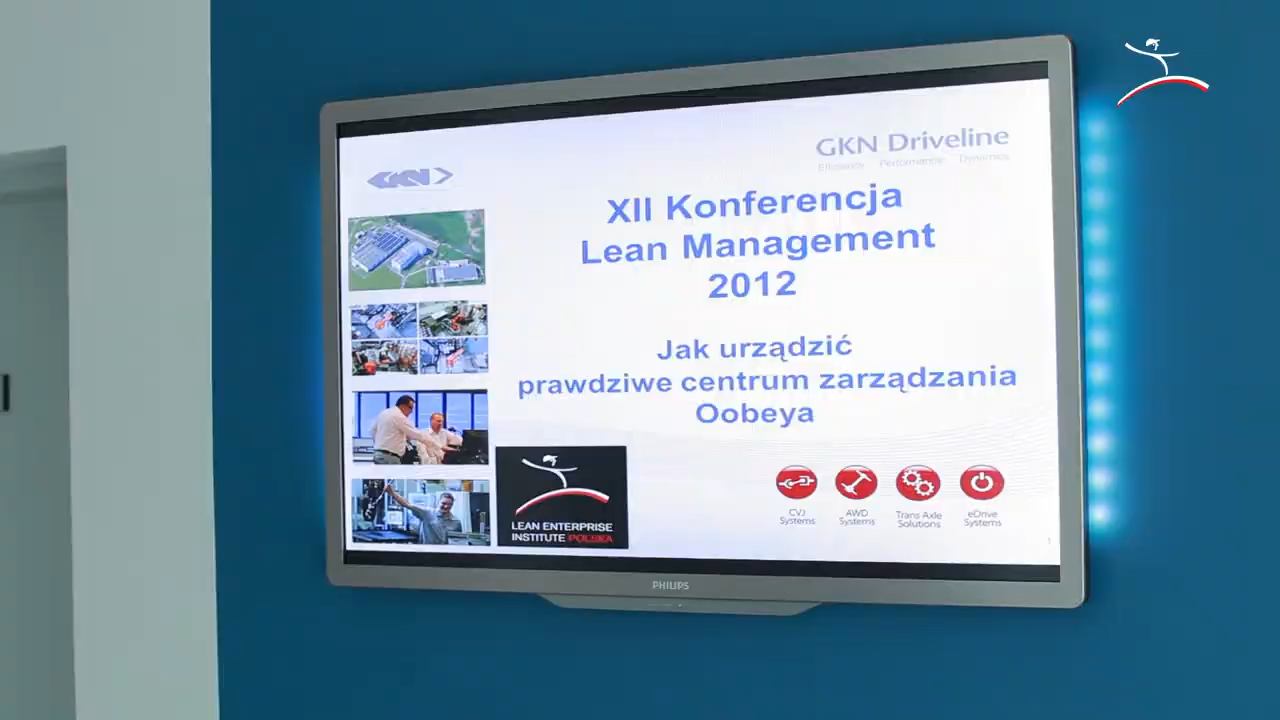 GKN
GKN Driveline
Efficiency Performance Dynamics
XII Konferencja
Lean Management
2012
Jak urządzić
prawdziwe centrum zarządzania
Oobeya
LEAN ENTERPRISE
INSTITUTE POLSKA
CVJ
Systems
AWD
Systems
Trans Axle
Solutions
eDrive
Systems
PHILIPS